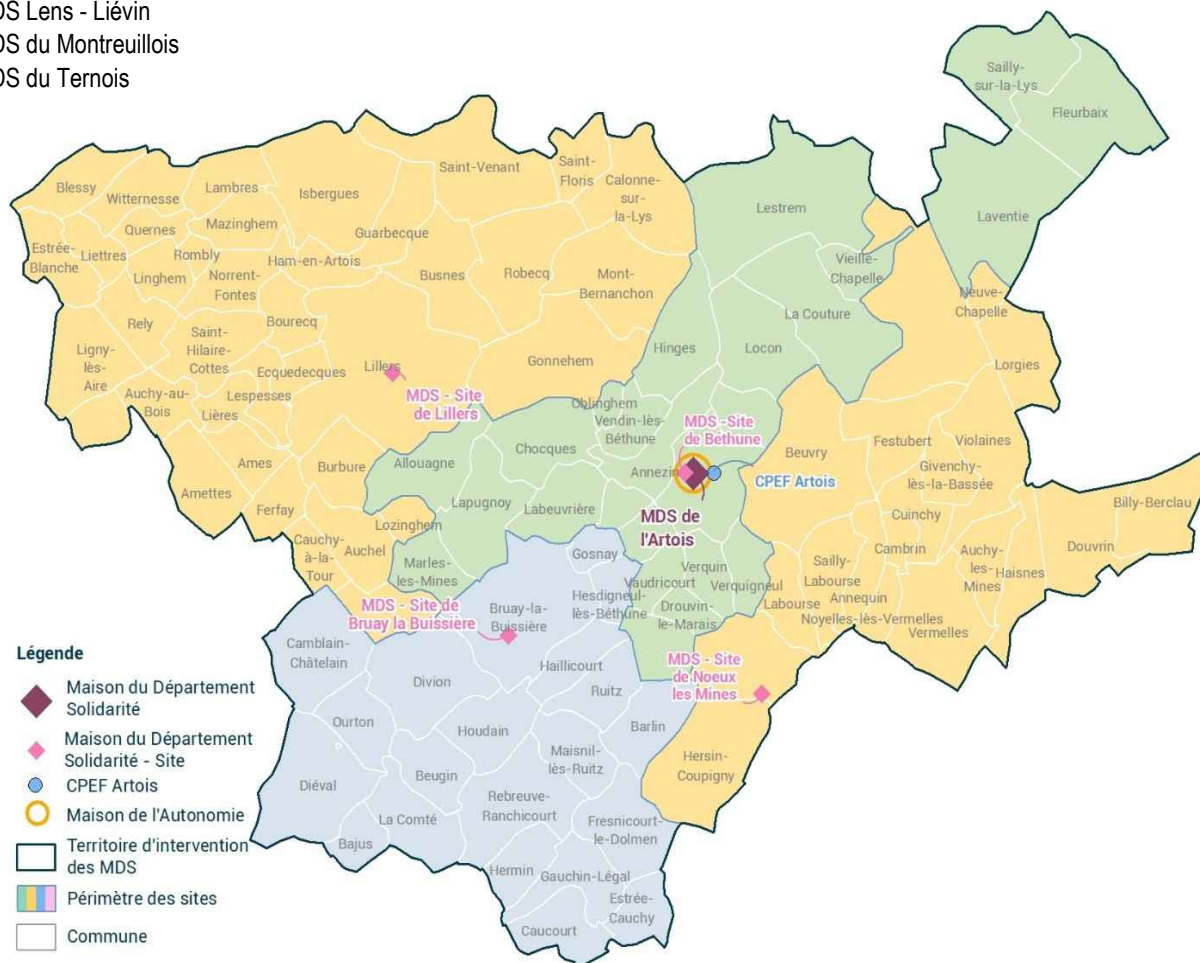 DS Lens - Liévin
DS du Montreuillois
DS du Ternois
Sailly-
sur-la-Lys
Fleurbaix
Laventie
Saint-Venant
Saint-
Floris
Calonne-
sur-
la-Lys
Blessy
Witternesse
Lambres
Isbergues
Quernes
Mazinghem
Guarbecque
Lestrem
Estrée-
Blanche
Liettres
Rombly
Ham-en-Artois
Linghem
Norrent-
Fontes
Busnes
Robecq
Mont-
Bernanchon
Vieille-
Chapelle
Neuve-
Chapelle
La Couture
Rely
Bourecq
Saint-
Hilaire-
Cottes
Ligny-
lès-
Aire
Hinges
Locon
Lorgies
Gonnehem
Ecquedecques
Lillers
Auchy-au-
Bois
Lespesses
Lières
MDS - Site
de Lillers
Oblinghem
Vendin-lès-
Béthune
MDS -Site
de Béthune
Chocques
Festubert
Violaines
Beuvry
Givenchy-
lès-la-Bassée
Ames
Burbure
Allouagne
Annezin
CPEF Artois
Amettes
Ferfay
Lapugnoy
Labeuvrière
MDS de
l'Artois
Cuinchy
Billy-Berclau
Lozinghem
Cauchy-
à-la-
Tour
Auchel
Cambrin
Douvrin
Gosnay
Marles-
les-Mines
Verquin
Sailly-
Labourse
Auchy-
les-
Mines
Haisnes
Vaudricourt
Verquigneul
Hesdigneul-
lès-Béthune
Annequin
Labourse
Drouvin-
le-Marais
Noyelles-lès-Vermelles
Vermelles
MDS - Site de
Bruay la Buissière
Bruay-la-
Buissière
Camblain-
Châtelain
Haillicourt
MDS - Site
de Noeux
les Mines
Divion
Ruitz
Ourton
Houdain
Barlin
Maisnil-
lès-Ruitz
Hersin-
Coupigny
Diéval
Beugin
Rebreuve-
Ranchicourt
La Comté
Fresnicourt-
le-Dolmen
Bajus
Hermin
Gauchin-Légal
Estrée-
Cauchy
Caucourt
Légende
Maison du Département
Solidarité
Maison du Département
Solidarité - Site
CPEF Artois
Maison de l'Autonomie
Territoire d'intervention
des MDS
Périmètre des sites
Commune